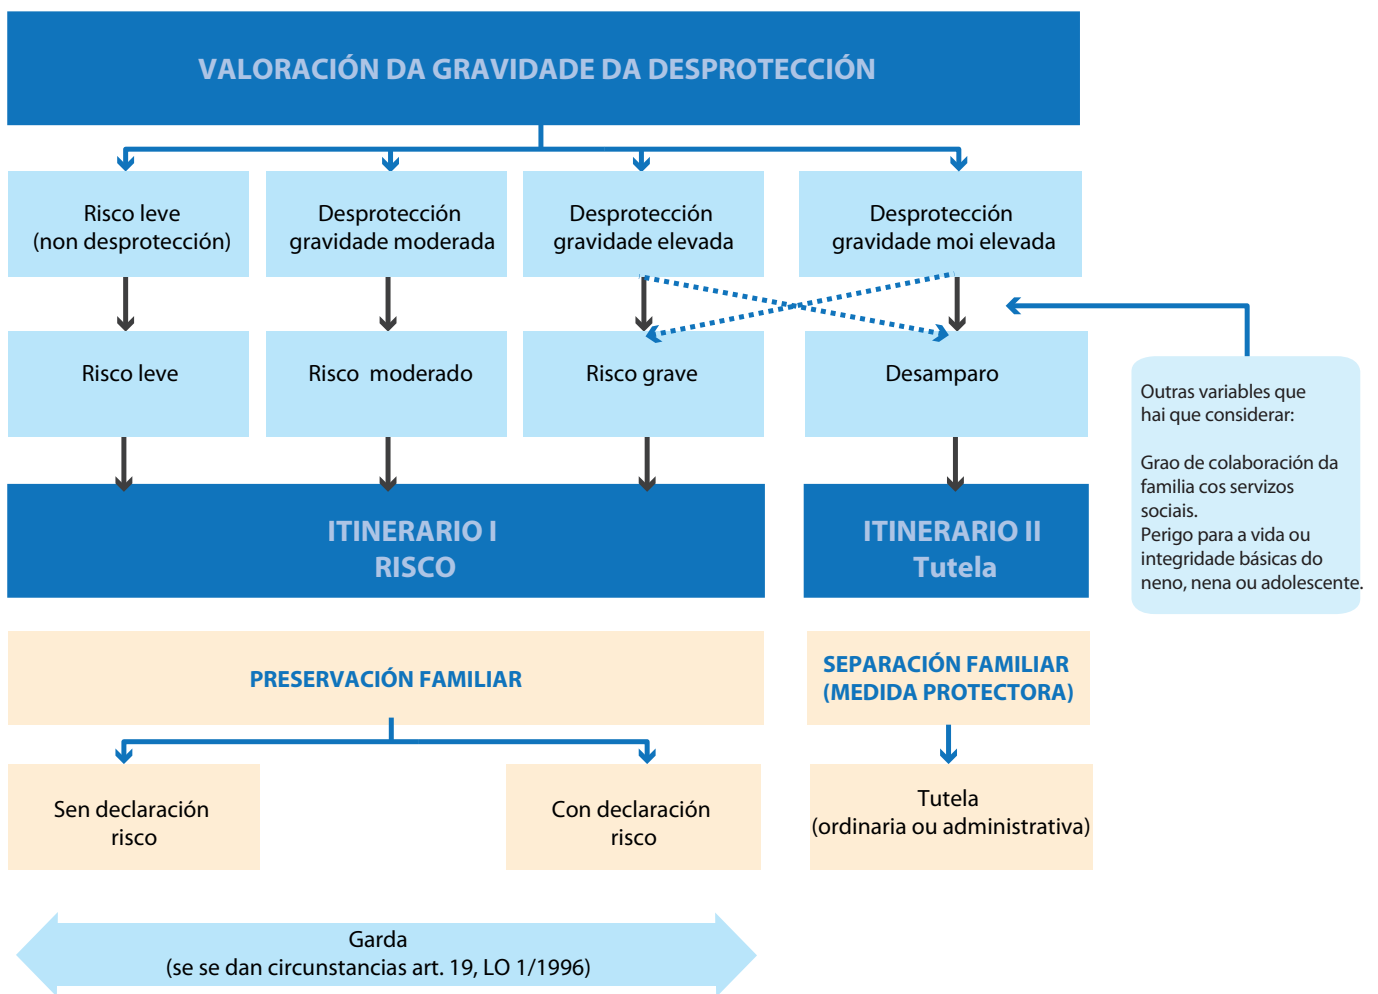 VALORACIÓN DA GRAVIDADE DA DESPROTECCIÓN
Risco leve
(non desprotección)
Desprotección
gravidade moderada
Desprotección
gravidade elevada
Desprotección
gravidade moi elevada
Risco leve
Risco moderado
Risco grave
Desamparo
Outras variables que
hai que considerar:
Grao de colaboración da
familia cos servizos
sociais.
Perigo para a vida ou
integridade básicas do
neno, nena ou adolescente.
ITINERARIO I
RISCO
ITINERARIO II
Tutela
PRESERVACIÓN FAMILIAR
SEPARACIÓN FAMILIAR
(MEDIDA PROTECTORA)
Sen declaración
risco
Con declaración
risco
Tutela
(ordinaria ou administrativa)
Garda
(se se dan circunstancias art. 19, LO 1/1996)